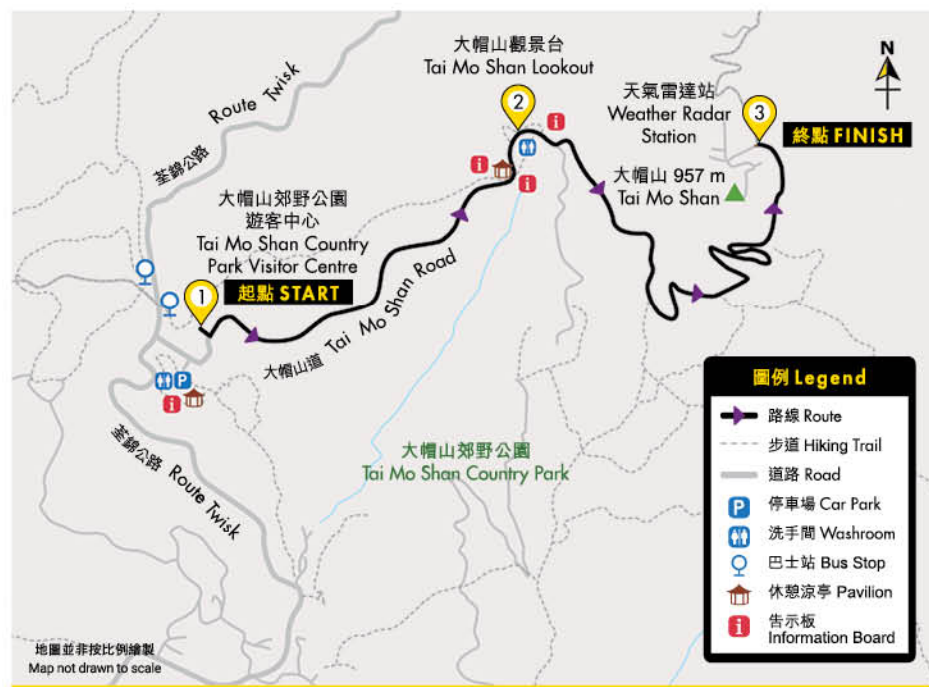 大帽山觀景台
Tai Mo Shan Lookout
N
天氣雷達站
Weather Radar
Station
2
3
終點 FINISH
Route Twisk
荃錦公路
大帽山 957 m
Tai Mo Shan
大帽山郊野公園
遊客中心
Tai Mo Shan Country
Park Visitor Centre
1
起點 START
i
i
i
大帽山道 Tai Mo Shan Road
P
i
荃錦公路 Route Twisk
大帽山郊野公園
Tai Mo Shan Country Park
圖例 Legend
路線 Route
步道 Hiking Trail
道路 Road
P 停車場 Car Park
洗手間 Washroom
巴士站 Bus Stop
休憩涼亭 Pavilion
i 告示板
Information Board
地圖並非按比例繪製
Map not drawn to scale